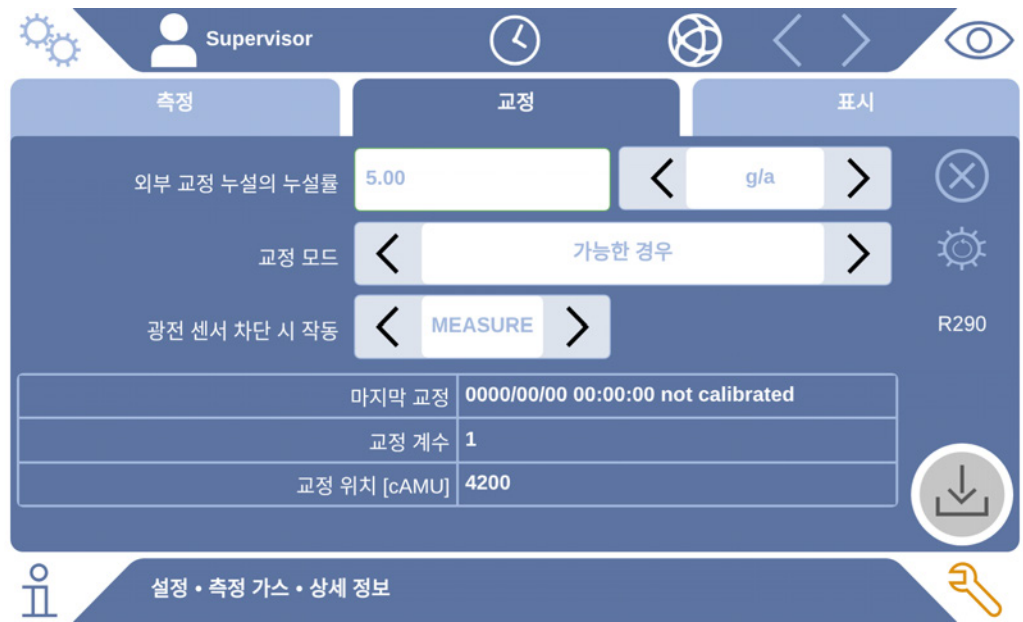 Supervisor
측정
교정
표시
외부 교정 누설의 누설률
5.00
g/a
교정 모드
가능한 경우
광전 센서 차단 시 작동
MEASURE
R290
마지막 교정
0000/00/00 00:00:00 not calibrated
교정 계수
1
교정 위치 [cAMU]
4200
설정 • 측정 가스 • 상세 정보